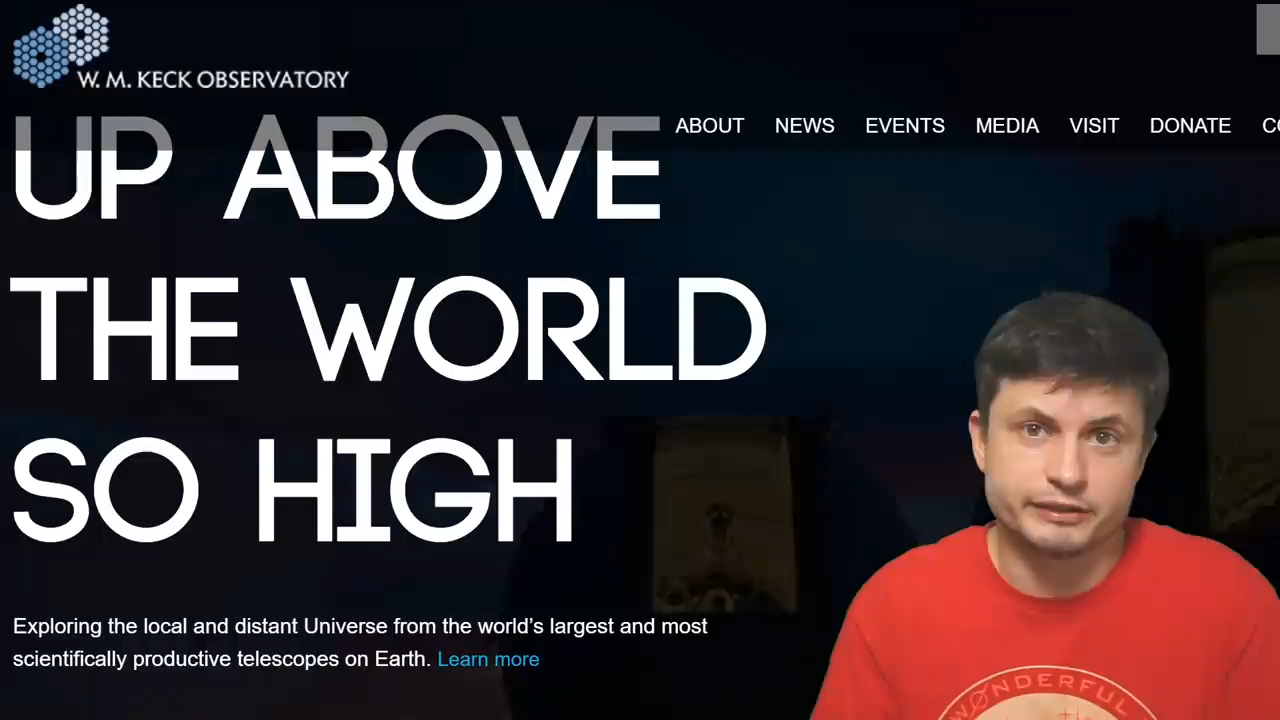 W. M. KECK OBSERVATORY
ABOUT NEWS EVENTS MEDIA VISIT DONATE
UP ABOVE
THE WORLD
SO HIGH
Exploring the local and distant Universe from the world’s largest and most
scientifically productive telescopes on Earth. Learn more
WØNDERFUL